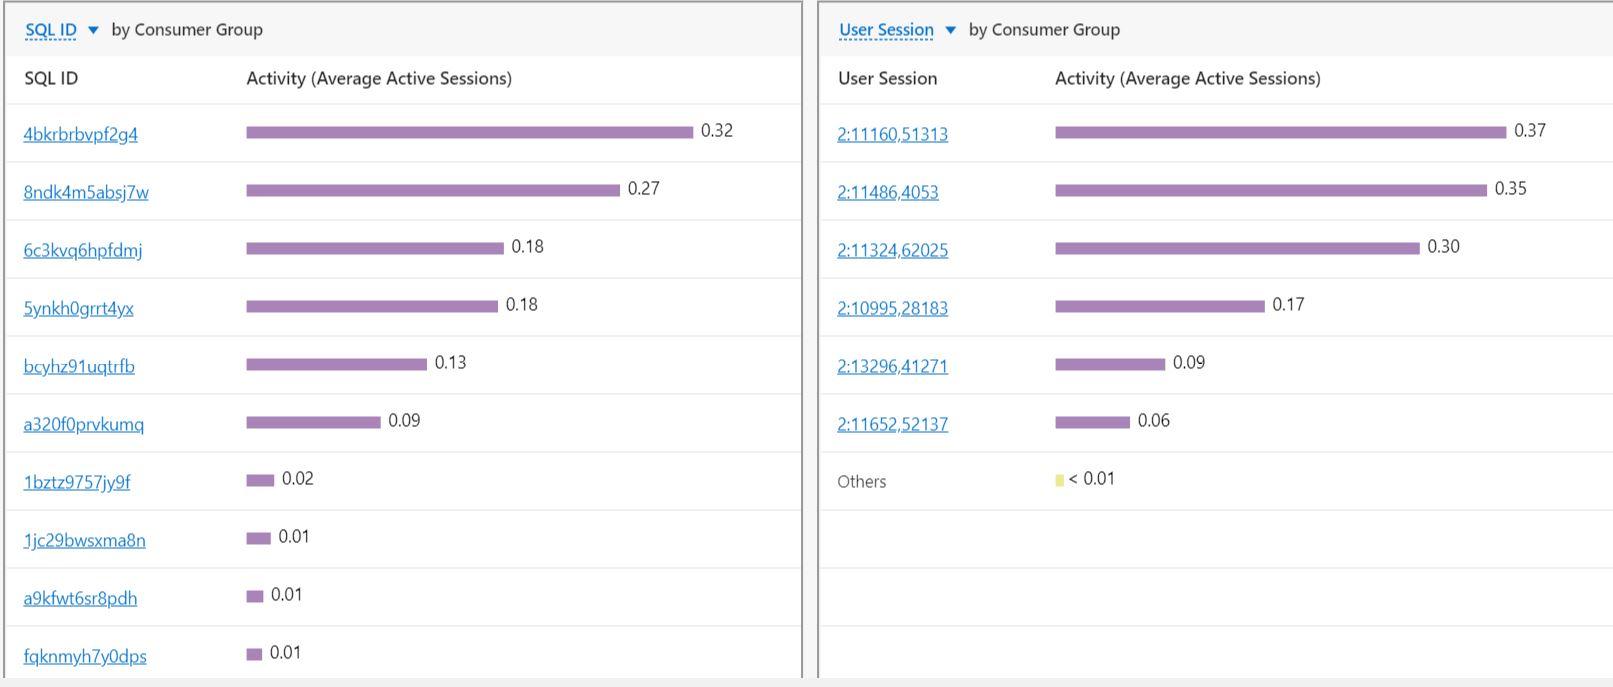 SQL ID ▼ by Consumer Group
SQL ID Activity (Average Active Sessions)
4bkrbrbvpf2g4 0.32
8ndk4m5absj7w 0.27
6c3kvq6hpfdmj 0.18
5ynkh0grrt4yx 0.18
bcyhz91uqtrfb 0.13
a320f0prvkumq 0.09
1bztz9757jy9f 0.02
1jc29bwsxma8n 0.01
a9kfwt6sr8pdh 0.01
fqknmyh7y0dps 0.01
User Session ▼ by Consumer Group
User Session Activity (Average Active Sessions)
2:11160,51313 0.37
2:11486,4053 0.35
2:11324,62025 0.30
2:10995,28183 0.17
2:13296,41271 0.09
2:11652,52137 0.06
Others < 0.01